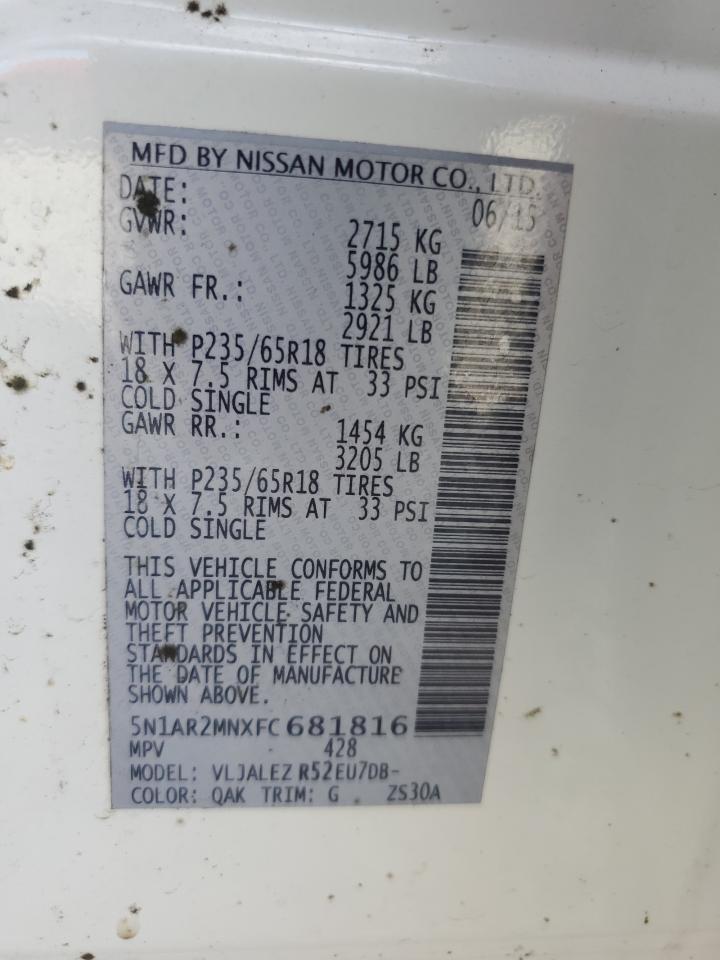 MFD BY NISSAN MOTOR CO., LTD.
DATE: 06/15
GVWR: 2715 KG
5986 LB
GAWR FR.: 1325 KG
2921 LB
WITH P235/65R18 TIRES
18 X 7.5 RIMS AT 33 PSI
COLD SINGLE
GAWR RR.: 1454 KG
3205 LB
WITH P235/65R18 TIRES
18 X 7.5 RIMS AT 33 PSI
COLD SINGLE
THIS VEHICLE CONFORMS TO
ALL APPLICABLE FEDERAL
MOTOR VEHICLE SAFETY AND
THEFT PREVENTION
STANDARDS IN EFFECT ON
THE DATE OF MANUFACTURE
SHOWN ABOVE.
5N1AR2MNXFC681816
MPV 428
MODEL: VLJALEZ R52EU7DB-
COLOR: QAK TRIM: G ZS30A